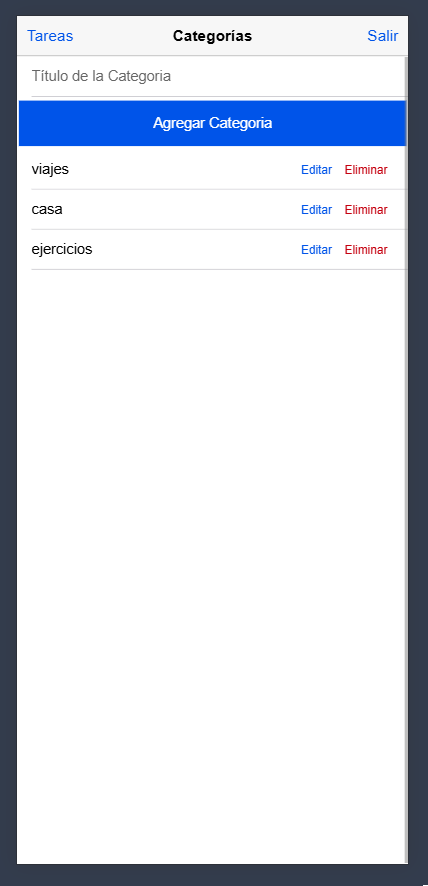 Tareas Categorías Salir
Título de la Categoria
Agregar Categoria
viajes Editar Eliminar
casa Editar Eliminar
ejercicios Editar Eliminar